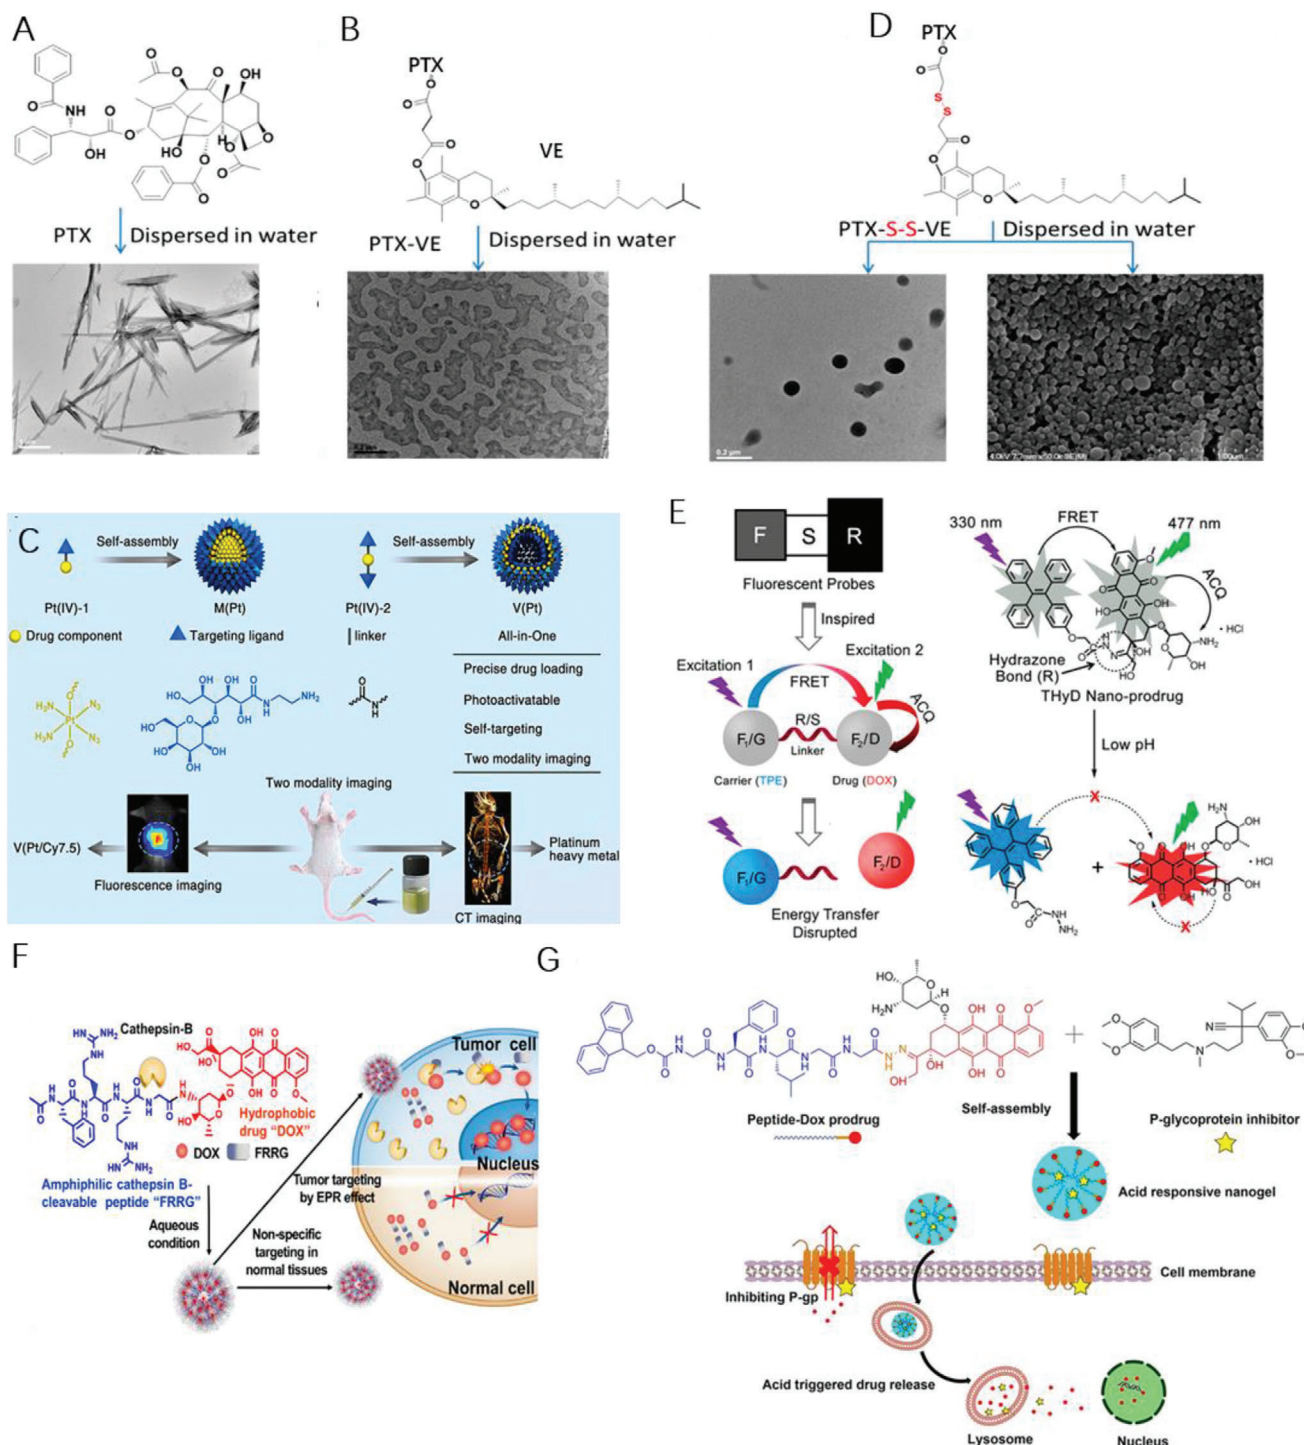 A
B
D
PTX
Dispersed in water
PTX
VE
PTX-VE
Dispersed in water
PTX
S
S
PTX-S-S-VE
Dispersed in water
0.2 μm
C
Self-assembly
Self-assembly
Pt(IV)-1
M(Pt)
Pt(IV)-2
V(Pt)
Drug component
Targeting ligand
linker
All-in-One
Precise drug loading
Photoactivatable
Self-targeting
Two modality imaging
Two modality imaging
V(Pt/Cy7.5)
Fluorescence imaging
CT imaging
Platinum
heavy metal
E
F
S
R
Fluorescent Probes
Inspired
Excitation 1
Excitation 2
FRET
ACQ
F1/G
R/S
Linker
F2/D
Carrier (TPE)
Drug (DOX)
F1/G
F2/D
Energy Transfer
Disrupted
330 nm
FRET
477 nm
ACQ
Hydrazone
Bond (R)
THyD Nano-prodrug
Low pH
X
+
X
F
Cathepsin-B
Hydrophobic
drug "DOX"
DOX
FRRG
Amphiphilic cathepsin B-
cleavable peptide "FRRG"
Aqueous
condition
Tumor targeting
by EPR effect
Non-specific
targeting in
normal tissues
Tumor cell
Nucleus
Normal cell
G
Peptide-Dox prodrug
Self-assembly
P-glycoprotein inhibitor
Acid responsive nanogel
Cell membrane
Inhibiting P-gp
Acid triggered drug release
Lysosome
Nucleus